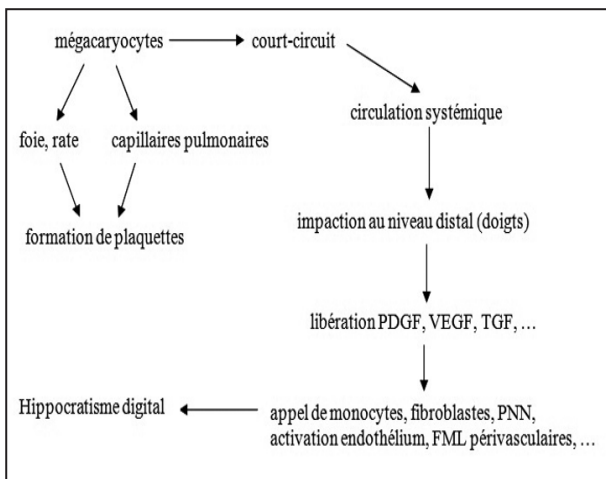 mégacaryocytes
court-circuit
circulation systémique
foie, rate
capillaires pulmonaires
formation de plaquettes
impaction au niveau distal (doigts)
libération PDGF, VEGF, TGF, ...
Hippocratisme digital
appel de monocytes, fibroblastes, PNN,
activation endothélium, FML périvasculaires, ...